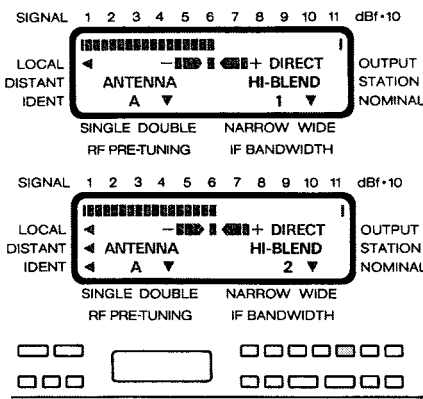 SIGNAL 1 2 3 4 5 6 7 8 9 10 11 dBf•10
LOCAL ◄ − + DIRECT OUTPUT
DISTANT ANTENNA HI-BLEND STATION
IDENT A ▼ 1 ▼ NOMINAL
SINGLE DOUBLE NARROW WIDE
RF PRE-TUNING IF BANDWIDTH
SIGNAL 1 2 3 4 5 6 7 8 9 10 11 dBf•10
LOCAL ◄ − + DIRECT OUTPUT
DISTANT ◄ ANTENNA HI-BLEND STATION
IDENT ◄ A ▼ 2 ▼ NOMINAL
SINGLE DOUBLE NARROW WIDE
RF PRE-TUNING IF BANDWIDTH